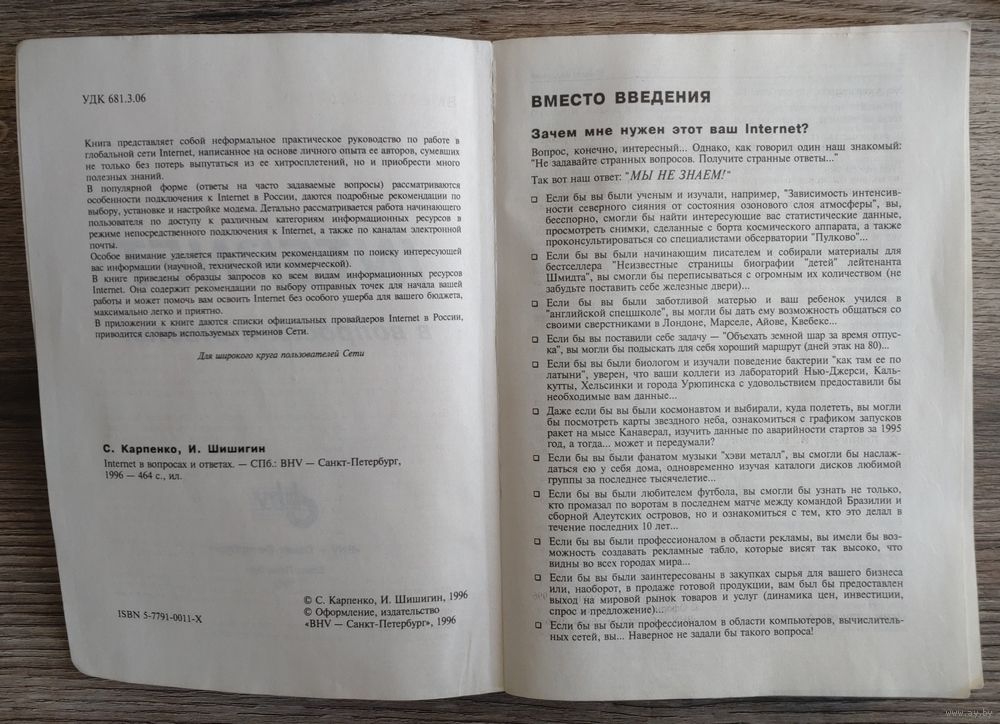 УДК 681.3.06
Книга представляет собой неформальное практическое руководство по работе в
глобальной сети Internet, написанное на основе личного опыта ее авторов, сумевших
не только без потерь выпутаться из ее хитросплетений, но и приобрести много
полезных знаний.
В популярной форме (ответы на часто задаваемые вопросы) рассматриваются
особенности подключения к Internet в России, даются подробные рекомендации по
выбору, установке и настройке модема. Детально рассматривается работа начинающего
пользователя по доступу к различным категориям информационных ресурсов в
режиме непосредственного подключения к Internet, а также по каналам электронной
почты.
Особое внимание уделяется практическим рекомендациям по поиску интересующей
вас информации (научной, технической или коммерческой).
В книге приведены образцы запросов ко всем видам информационных ресурсов
Internet. Она содержит рекомендации по выбору отправных точек для начала вашей
работы и может помочь вам освоить Internet без особого ущерба для вашего бюджета,
максимально легко и приятно.
В приложении к книге даются списки официальных провайдеров Internet в России,
приводится словарь используемых терминов Сети.
Для широкого круга пользователей Сети
С. Карпенко, И. Шишигин
Internet в вопросах и ответах. — СПб.: BHV — Санкт-Петербург,
1996 — 464 с., ил.
ISBN 5-7791-0011-X
© С. Карпенко, И. Шишигин, 1996
© Оформление, издательство
«BHV — Санкт-Петербург», 1996
ВМЕСТО ВВЕДЕНИЯ
Зачем мне нужен этот ваш Internet?
Вопрос, конечно, интересный... Однако, как говорил один наш знакомый:
"Не задавайте странных вопросов. Получите странные ответы..."
Так вот наш ответ: "МЫ НЕ ЗНАЕМ!"
❑ Если бы вы были ученым и изучали, например, "Зависимость интенсив-
ности северного сияния от состояния озонового слоя атмосферы", вы,
бесспорно, смогли бы найти интересующие вас статистические данные,
просмотреть снимки, сделанные с борта космического аппарата, а также
проконсультироваться со специалистами обсерватории "Пулково"...
❑ Если бы вы были начинающим писателем и собирали материалы для
бестселлера "Неизвестные страницы биографии "детей" лейтенанта
Шмидта", вы смогли бы переписываться с огромным их количеством (не
забудьте поставить себе железные двери)...
❑ Если бы вы были заботливой матерью и ваш ребенок учился в
"английской спецшколе", вы могли бы дать ему возможность общаться со
своими сверстниками в Лондоне, Марселе, Айове, Квебеке...
❑ Если бы вы поставили себе задачу — "Объехать земной шар за время отпус-
ка", вы могли бы подыскать для себя хороший маршрут (дней этак на 80)...
❑ Если бы вы были биологом и изучали поведение бактерии "как там ее по
латыни", уверен, что ваши коллеги из лабораторий Нью-Джерси, Каль-
кутты, Хельсинки и города Урюпинска с удовольствием предоставили бы
необходимые вам данные...
❑ Даже если бы вы были космонавтом и выбирали, куда полететь, вы могли
бы посмотреть карты звездного неба, ознакомиться с графиком запусков
ракет на мысе Канаверал, изучить данные по аварийности стартов за 1995
год, а тогда... может и передумали?
❑ Если бы вы были фанатом музыки "хэви металл", вы смогли бы наслаж-
даться ею у себя дома, одновременно изучая каталоги дисков любимой
группы за последнее тысячелетие...
❑ Если бы вы были любителем футбола, вы смогли бы узнать не только,
кто промазал по воротам в последнем матче между командой Бразилии и
сборной Алеутских островов, но и ознакомиться с тем, кто это делал в
течение последних 10 лет...
❑ Если бы вы были профессионалом в области рекламы, вы имели бы воз-
можность создавать рекламные табло, которые висят так высоко, что
видны во всех городах мира...
❑ Если бы вы были заинтересованы в закупках сырья для вашего бизнеса
или, наоборот, в продаже готовой продукции, вам был бы предоставлен
выход на мировой рынок товаров и услуг (динамика цен, инвестиции,
спрос и предложение)...
❑ Если бы вы были профессионалом в области компьютеров, вычислитель-
ных сетей, вы... Наверное не задали бы такого вопроса!
www.ay.by